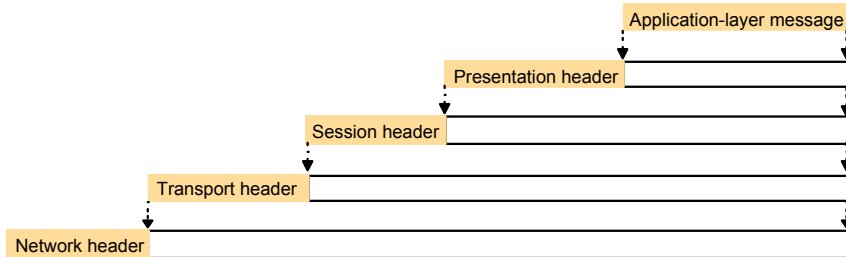 Application-layer message
Presentation header
Session header
Transport header
Network header